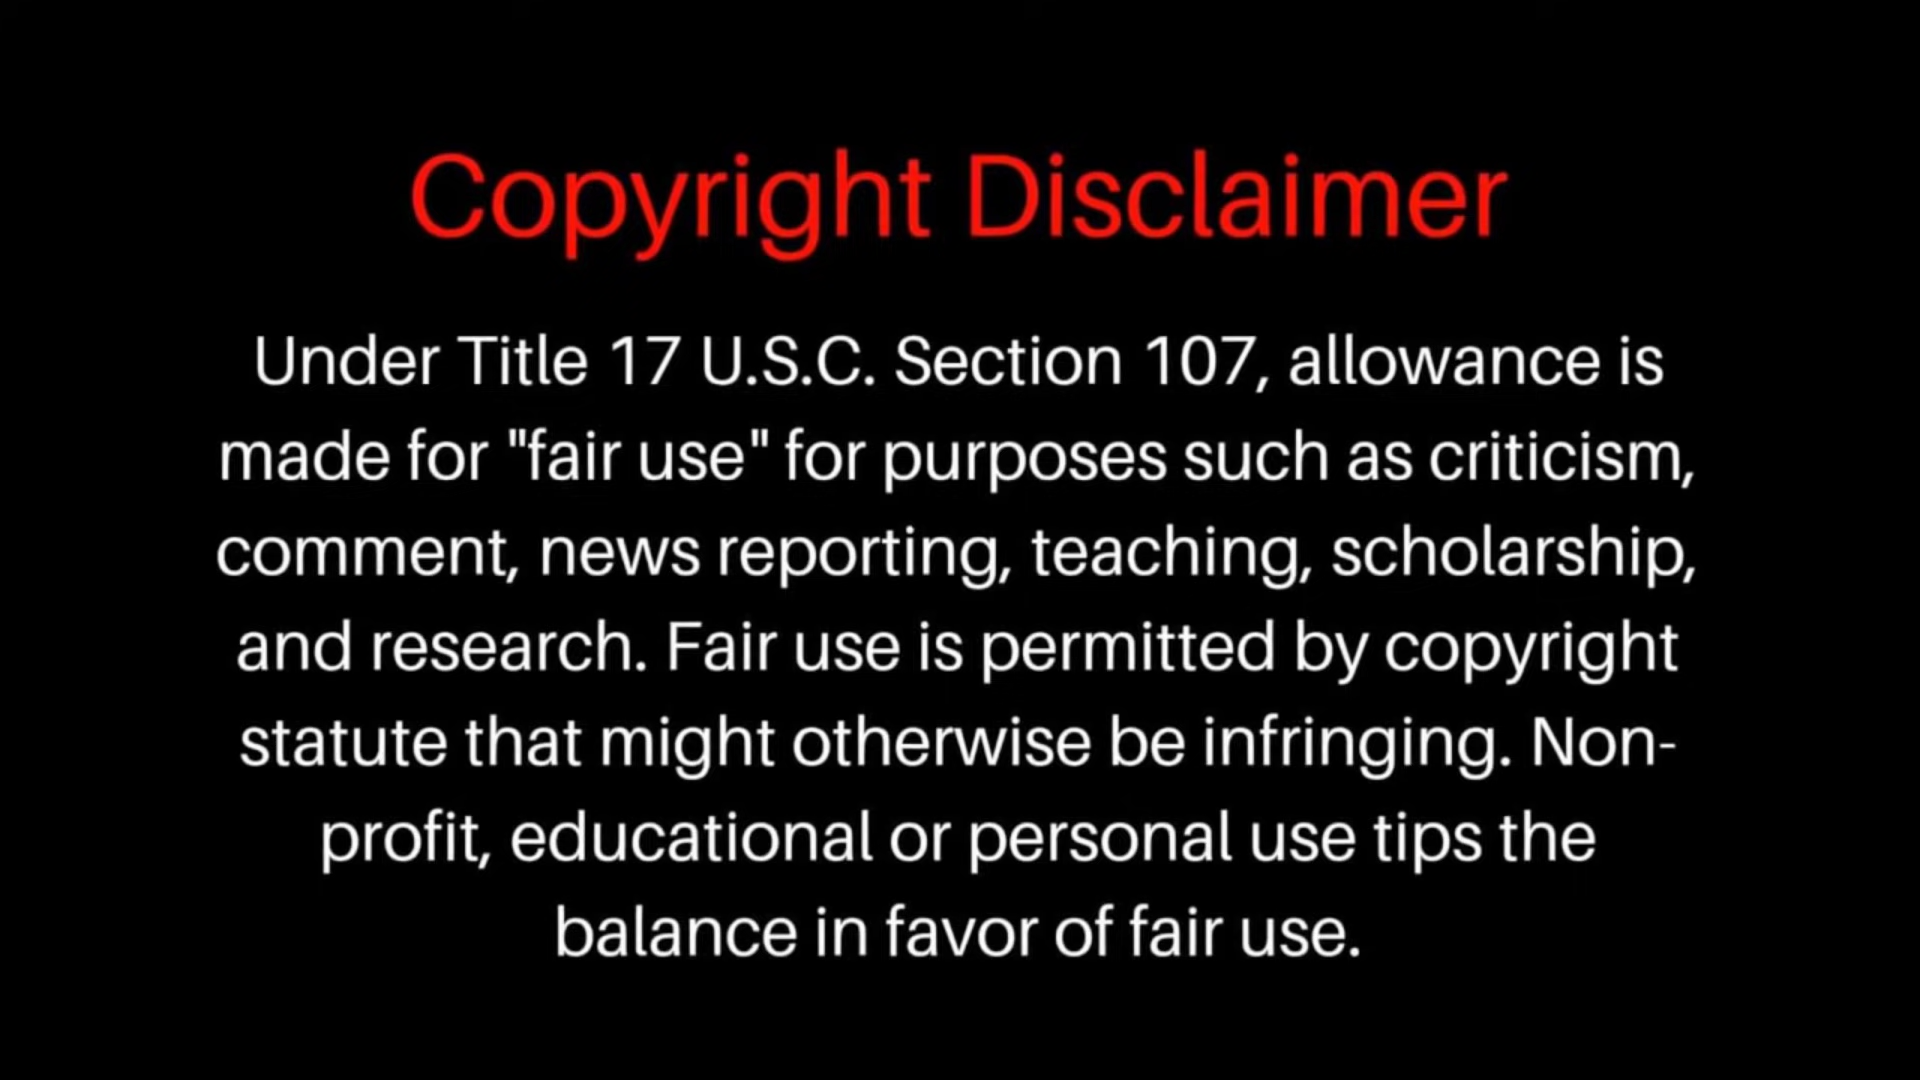 Copyright Disclaimer
Under Title 17 U.S.C. Section 107, allowance is
made for "fair use" for purposes such as criticism,
comment, news reporting, teaching, scholarship,
and research. Fair use is permitted by copyright
statute that might otherwise be infringing. Non-
profit, educational or personal use tips the
balance in favor of fair use.